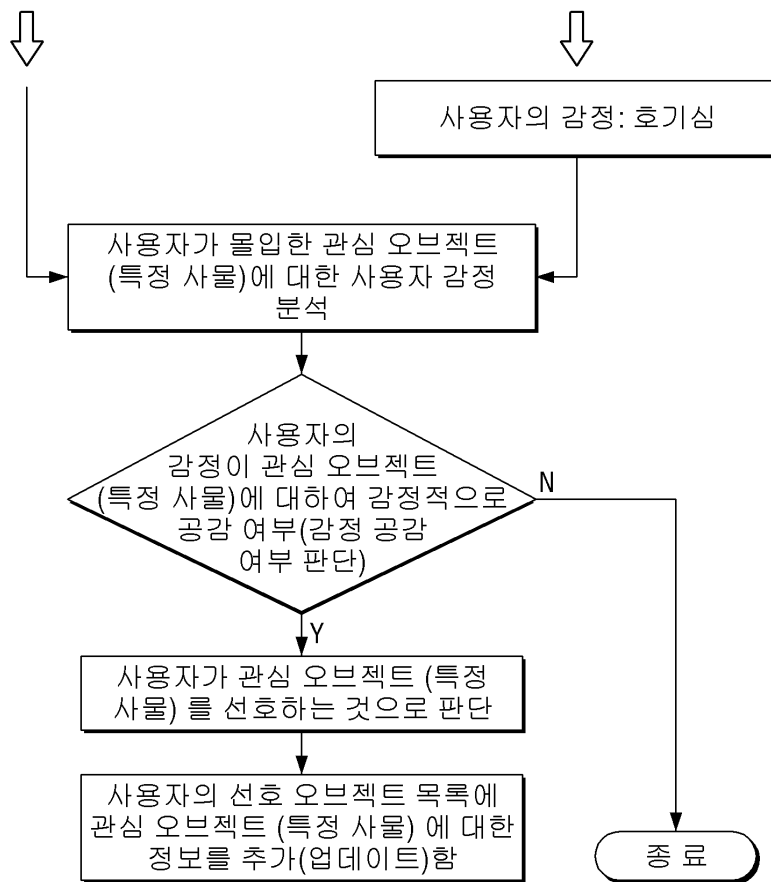 사용자의 감정: 호기심
사용자가 몰입한 관심 오브젝트
(특정 사물)에 대한 사용자 감정
분석
사용자의
감정이 관심 오브젝트
(특정 사물)에 대하여 감정적으로
공감 여부(감정 공감
여부 판단)
N
Y
사용자가 관심 오브젝트 (특정
사물) 를 선호하는 것으로 판단
사용자의 선호 오브젝트 목록에
관심 오브젝트 (특정 사물) 에 대한
정보를 추가(업데이트)함
종 료